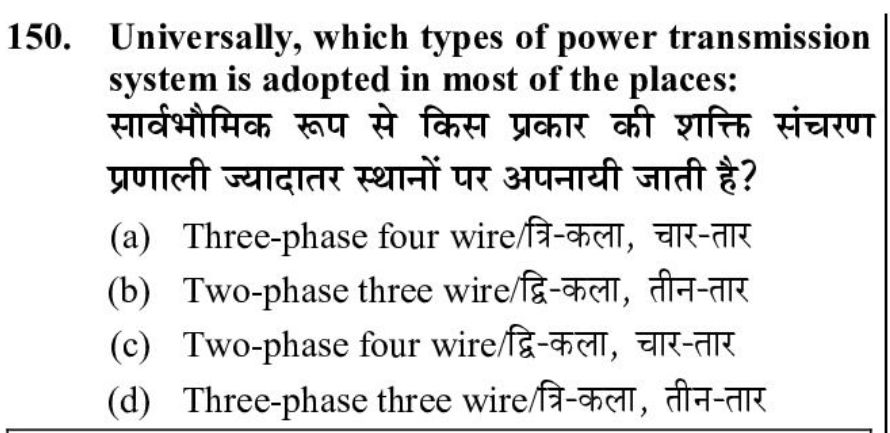 150. Universally, which types of power transmission
system is adopted in most of the places:
सार्वभौमिक रूप से किस प्रकार की शक्ति संचरण
प्रणाली ज्यादातर स्थानों पर अपनायी जाती है?
(a) Three-phase four wire/त्रि-कला, चार-तार
(b) Two-phase three wire/द्वि-कला, तीन-तार
(c) Two-phase four wire/द्वि-कला, चार-तार
(d) Three-phase three wire/त्रि-कला, तीन-तार